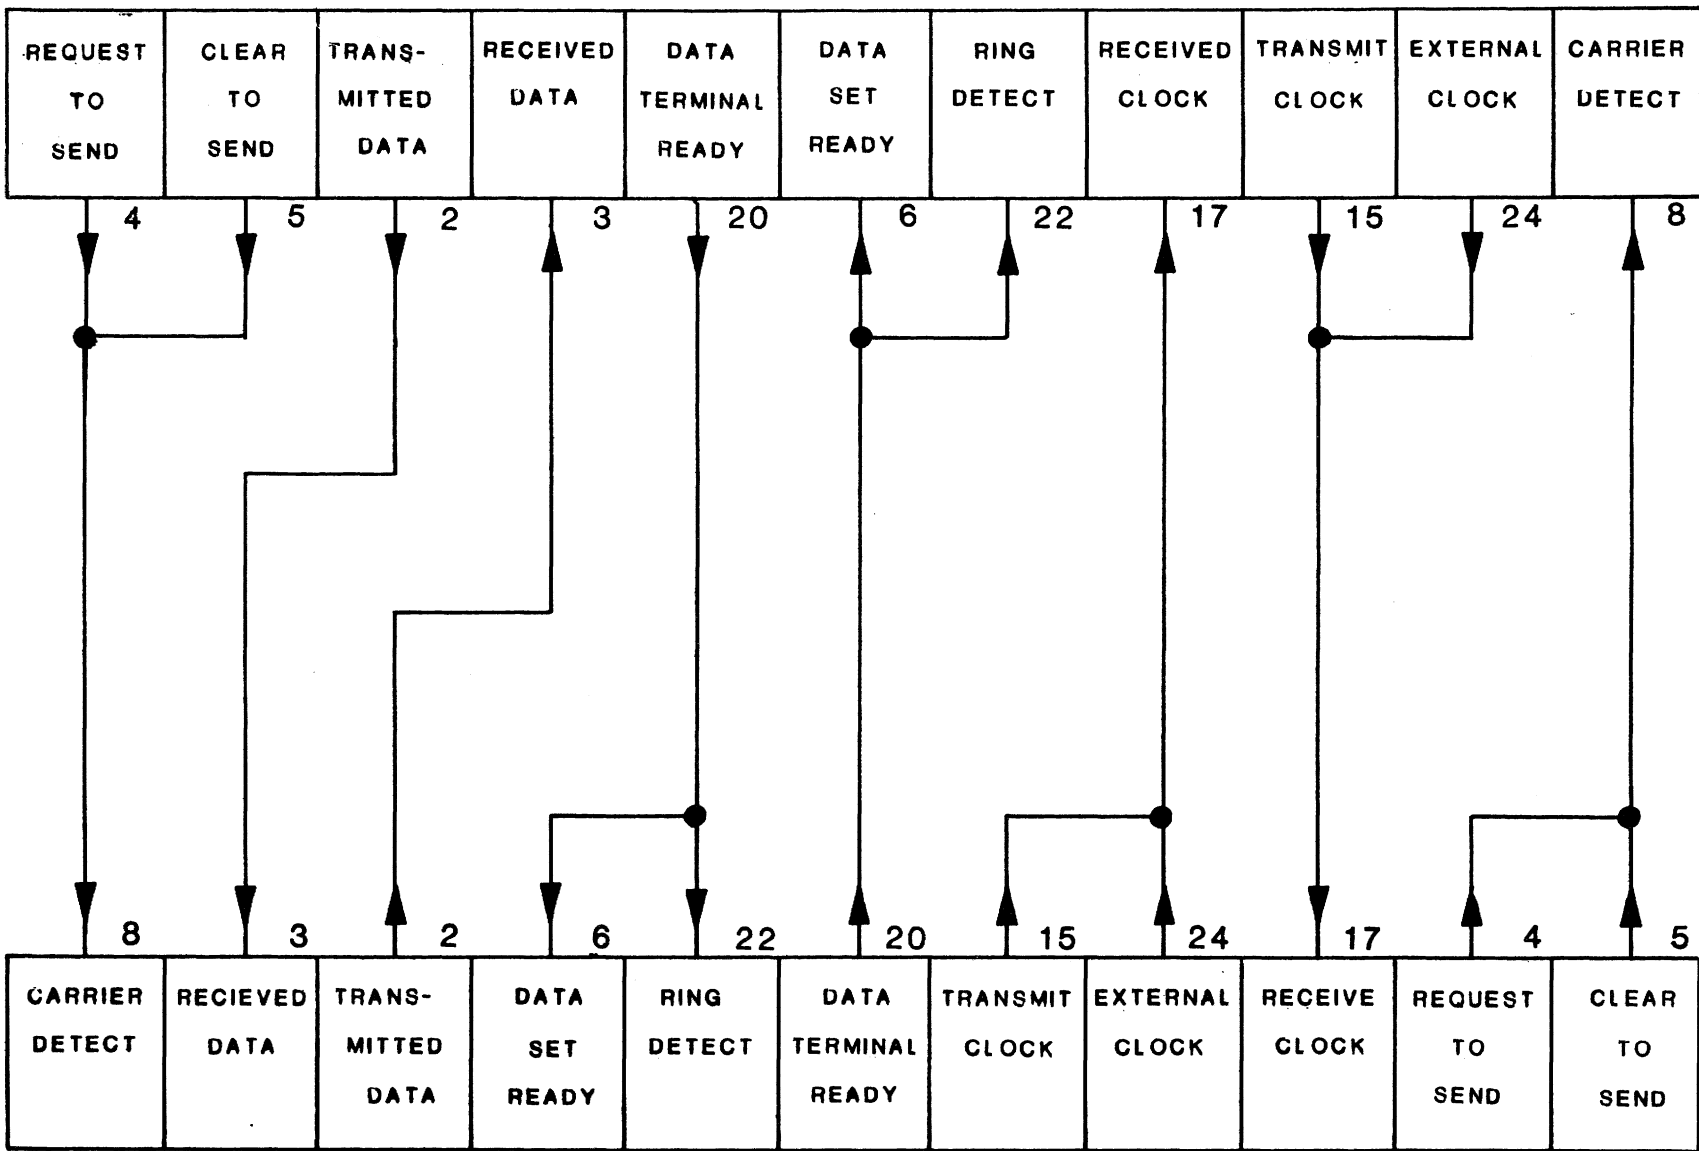 REQUEST
TO
SEND
CLEAR
TO
SEND
TRANS-
MITTED
DATA
RECEIVED
DATA
DATA
TERMINAL
READY
DATA
SET
READY
RING
DETECT
RECEIVED
CLOCK
TRANSMIT
CLOCK
EXTERNAL
CLOCK
CARRIER
DETECT
4
5
2
3
20
6
22
17
15
24
8
8
3
2
6
22
20
15
24
17
4
5
CARRIER
DETECT
RECIEVED
DATA
TRANS-
MITTED
DATA
DATA
SET
READY
RING
DETECT
DATA
TERMINAL
READY
TRANSMIT
CLOCK
EXTERNAL
CLOCK
RECEIVE
CLOCK
REQUEST
TO
SEND
CLEAR
TO
SEND